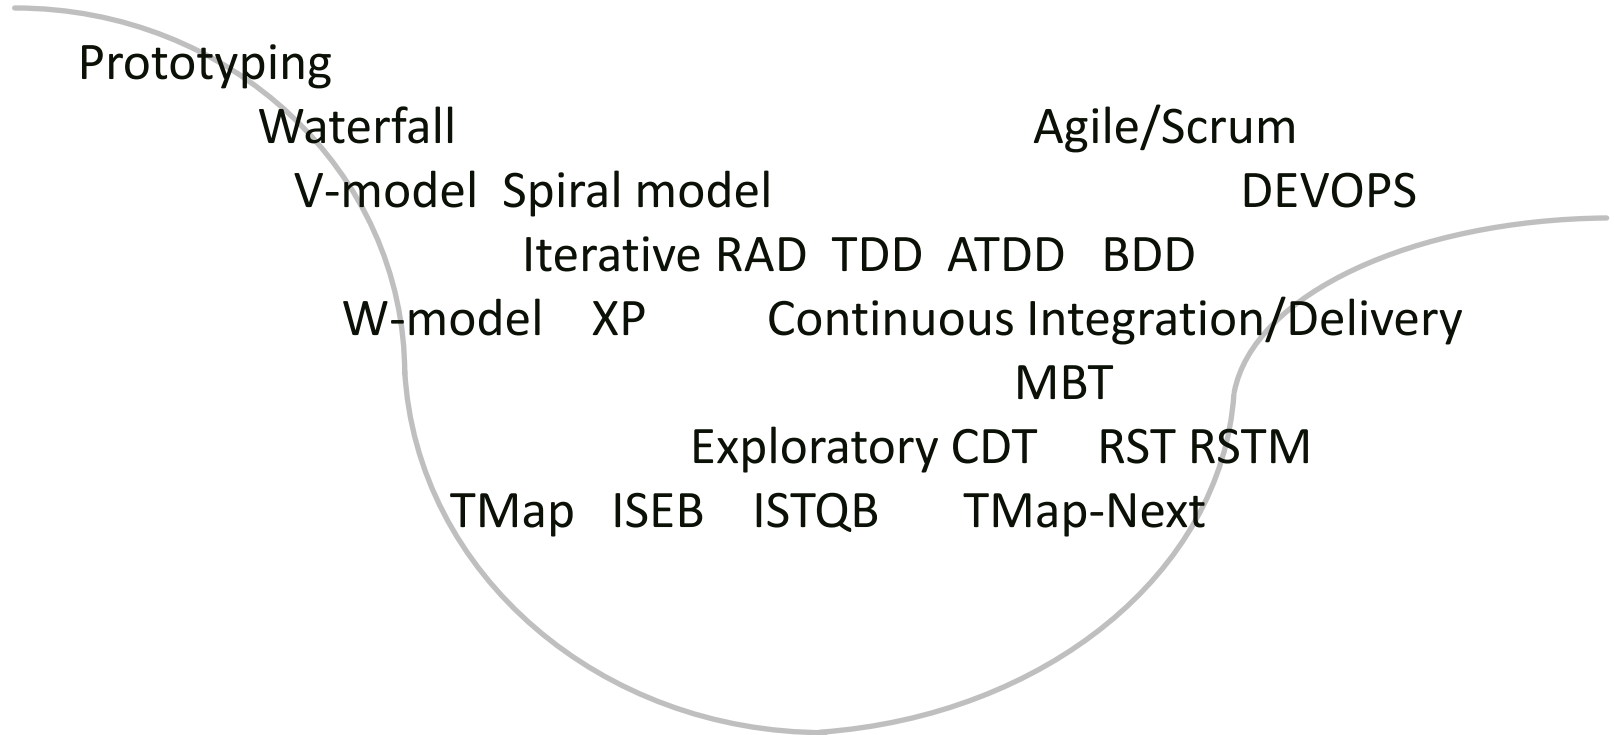 Prototyping
Waterfall Agile/Scrum
V-model Spiral model DEVOPS
Iterative RAD TDD ATDD BDD
W-model XP Continuous Integration/Delivery
MBT
Exploratory CDT RST RSTM
TMap ISEB ISTQB TMap-Next